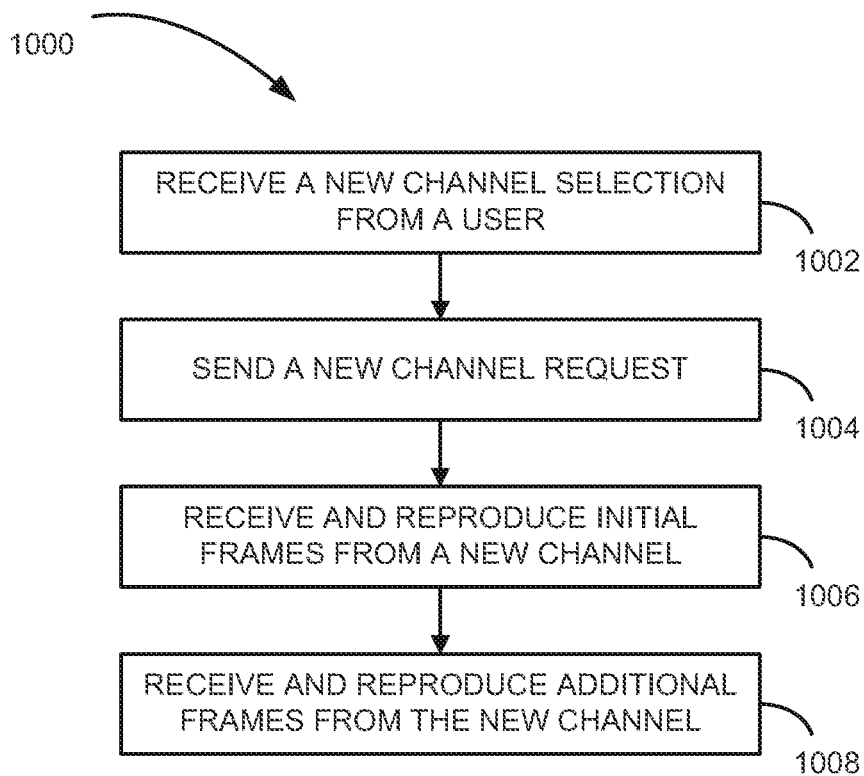 1000
RECEIVE A NEW CHANNEL SELECTION
FROM A USER
1002
SEND A NEW CHANNEL REQUEST
1004
RECEIVE AND REPRODUCE INITIAL
FRAMES FROM A NEW CHANNEL
1006
RECEIVE AND REPRODUCE ADDITIONAL
FRAMES FROM THE NEW CHANNEL
1008